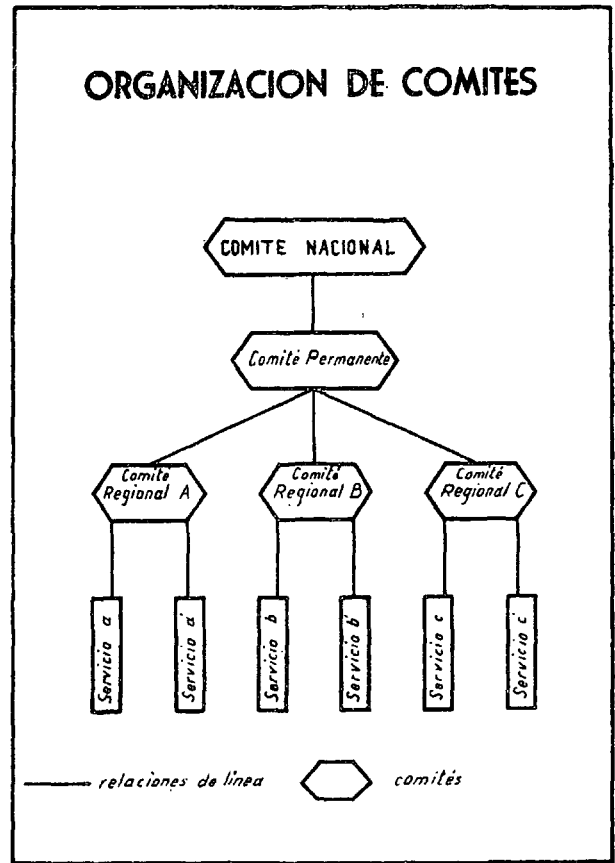 ORGANIZACION DE COMITES
COMITE NACIONAL
Comité Permanente
Comité
Regional A
Comité
Regional B
Comité
Regional C
Servicio a
Servicio a'
Servicio b
Servicio b'
Servicio c
Servicio c'
relaciones de línea
comités